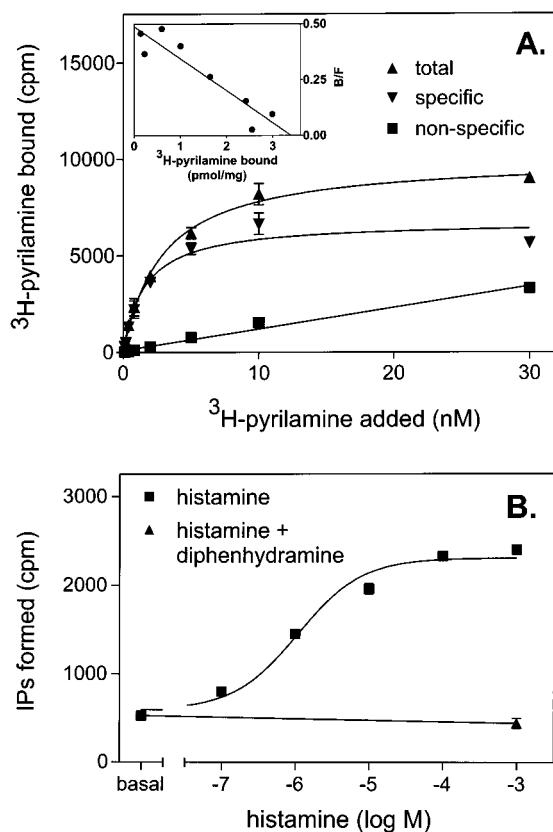 A.
³H-pyrilamine bound (cpm)
15000
10000
5000
0
0.50
0.25
0.00
B/F
0 1 2 3
³H-pyrilamine bound
(pmol/mg)
total
specific
non-specific
0 10 20 30
³H-pyrilamine added (nM)
B.
IPs formed (cpm)
3000
2000
1000
0
histamine
histamine +
diphenhydramine
basal -7 -6 -5 -4 -3
histamine (log M)